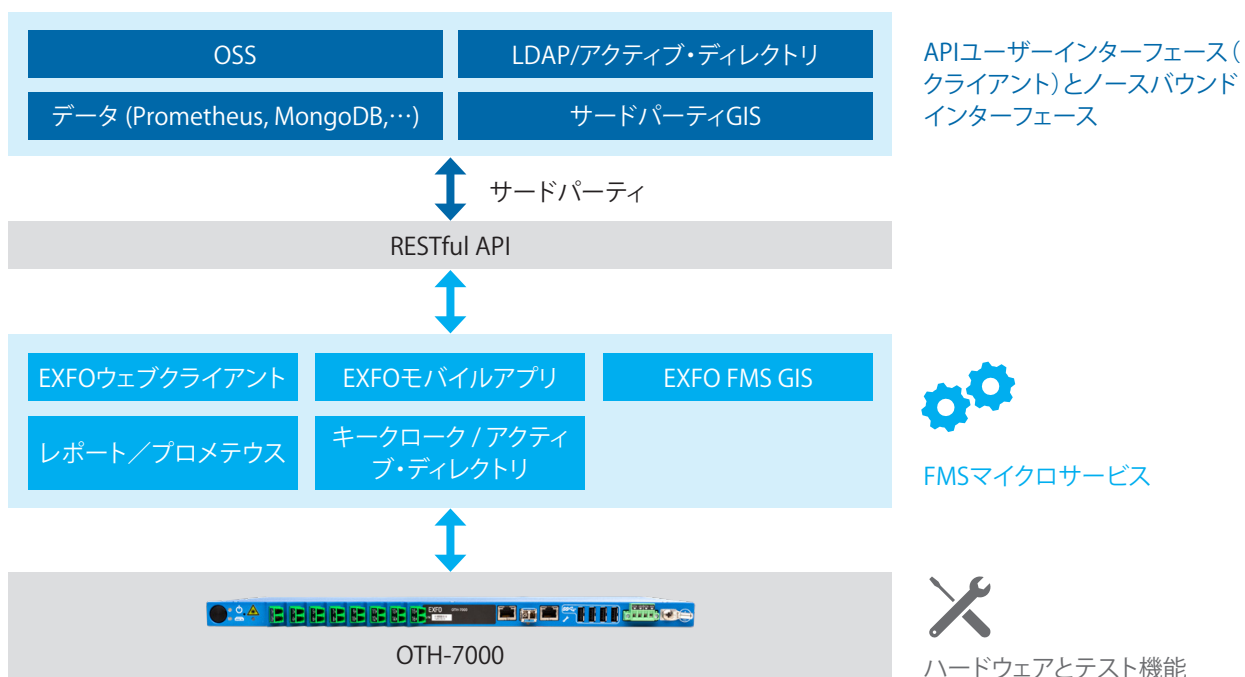 OSS
LDAP/アクティブ・ディレクトリ
データ (Prometheus, MongoDB,…)
サードパーティGIS
APIユーザーインターフェース(
クライアント)とノースバウンド
インターフェース
サードパーティ
RESTful API
EXFOウェブクライアント
EXFOモバイルアプリ
EXFO FMS GIS
レポート／プロメテウス
キークローク / アクティ
ブ・ディレクトリ
FMSマイクロサービス
EXFO
OTH-7000
OTH-7000
ハードウェアとテスト機能